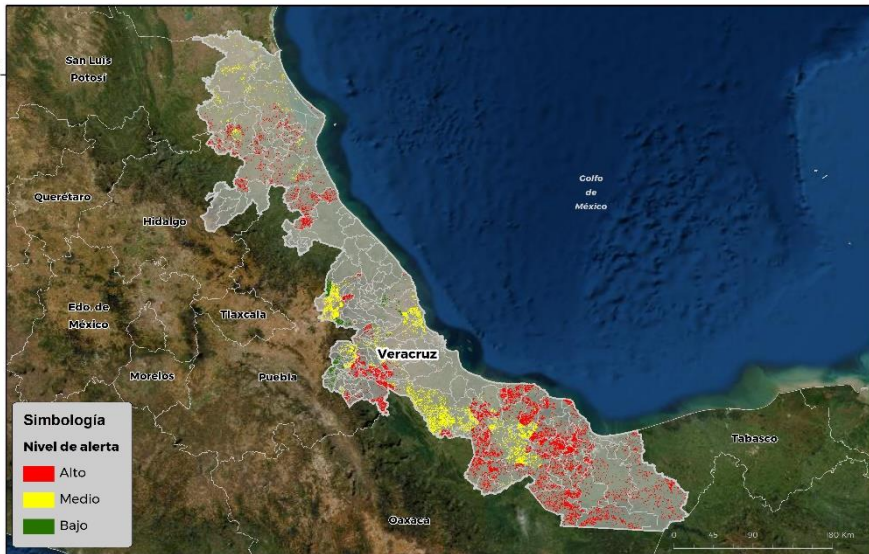 San Luis
Potosí
Querétaro
Hidalgo
Golfo
de
México
Edo. de
México
Tlaxcala
Morelos
Puebla
Veracruz
Tabasco
Oaxaca
Simbología
Nivel de alerta
Alto
Medio
Bajo
0 45 90 180 Km